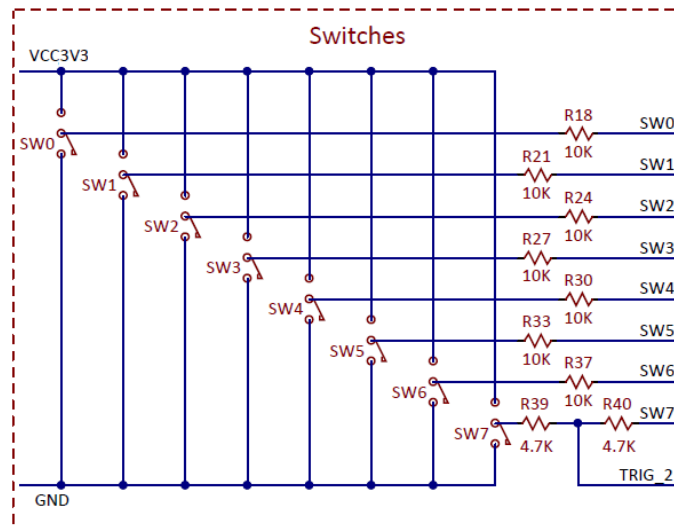 Switches
VCC3V3
R18
SW0
SW0
10K
R21
SW1
SW1
10K
R24
SW2
SW2
10K
R27
SW3
SW3
10K
R30
SW4
SW4
10K
R33
SW5
SW5
10K
R37
SW6
SW6
10K
R39
R40
SW7
SW7
4.7K
4.7K
TRIG_2
GND